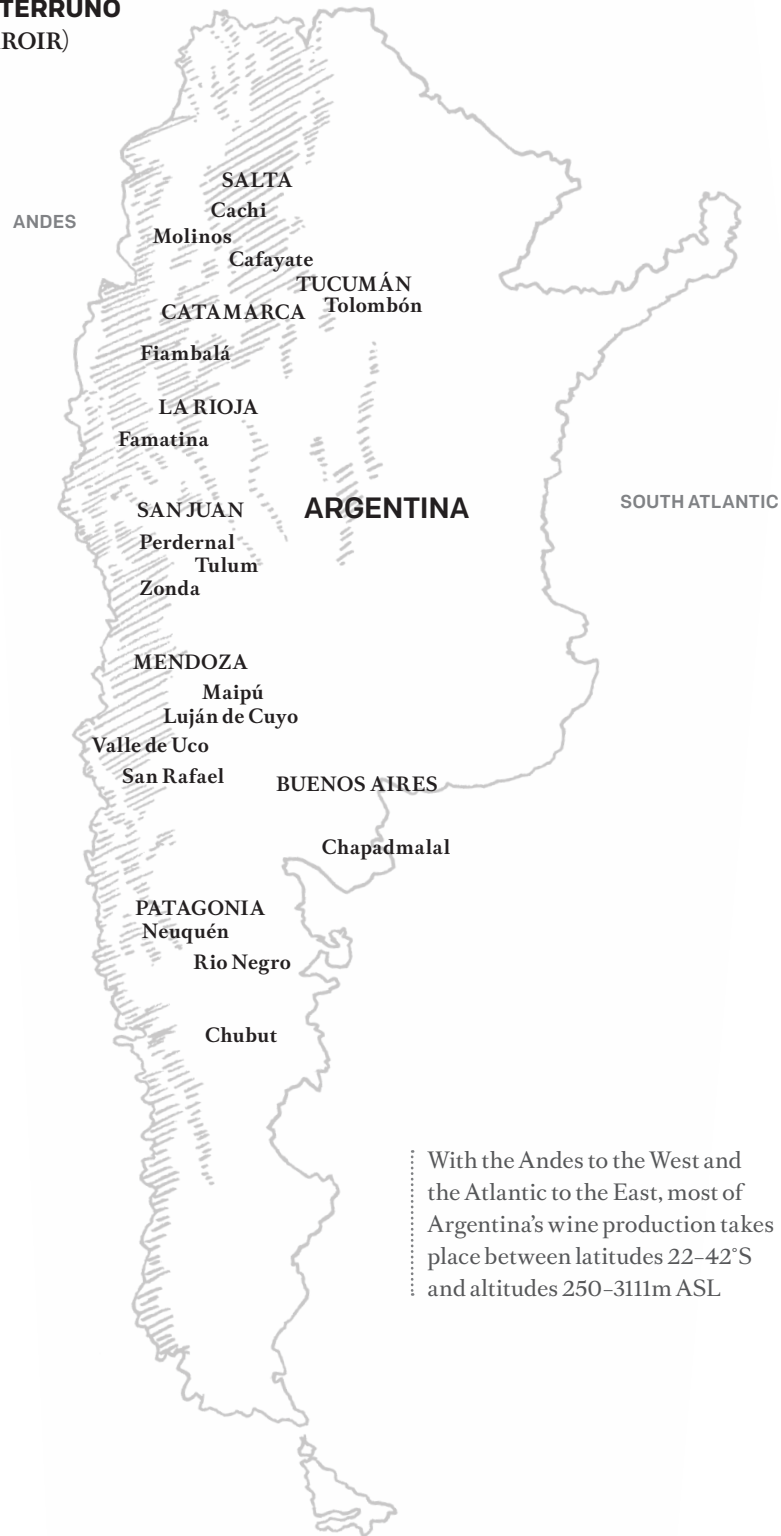 TERRUNO
ROIR)
SALTA
Cachi
ANDES
Molinos
Cafayate
TUCUMÁN
Tolombón
CATAMARCA
Fiambalá
LA RIOJA
Famatina
SAN JUAN
ARGENTINA
SOUTH ATLANTIC
Perdernal
Tulum
Zonda
MENDOZA
Maipú
Luján de Cuyo
Valle de Uco
San Rafael
BUENOS AIRES
Chapadmalal
PATAGONIA
Neuquén
Rio Negro
Chubut
With the Andes to the West and
the Atlantic to the East, most of
Argentina's wine production takes
place between latitudes 22–42°S
and altitudes 250–3111m ASL